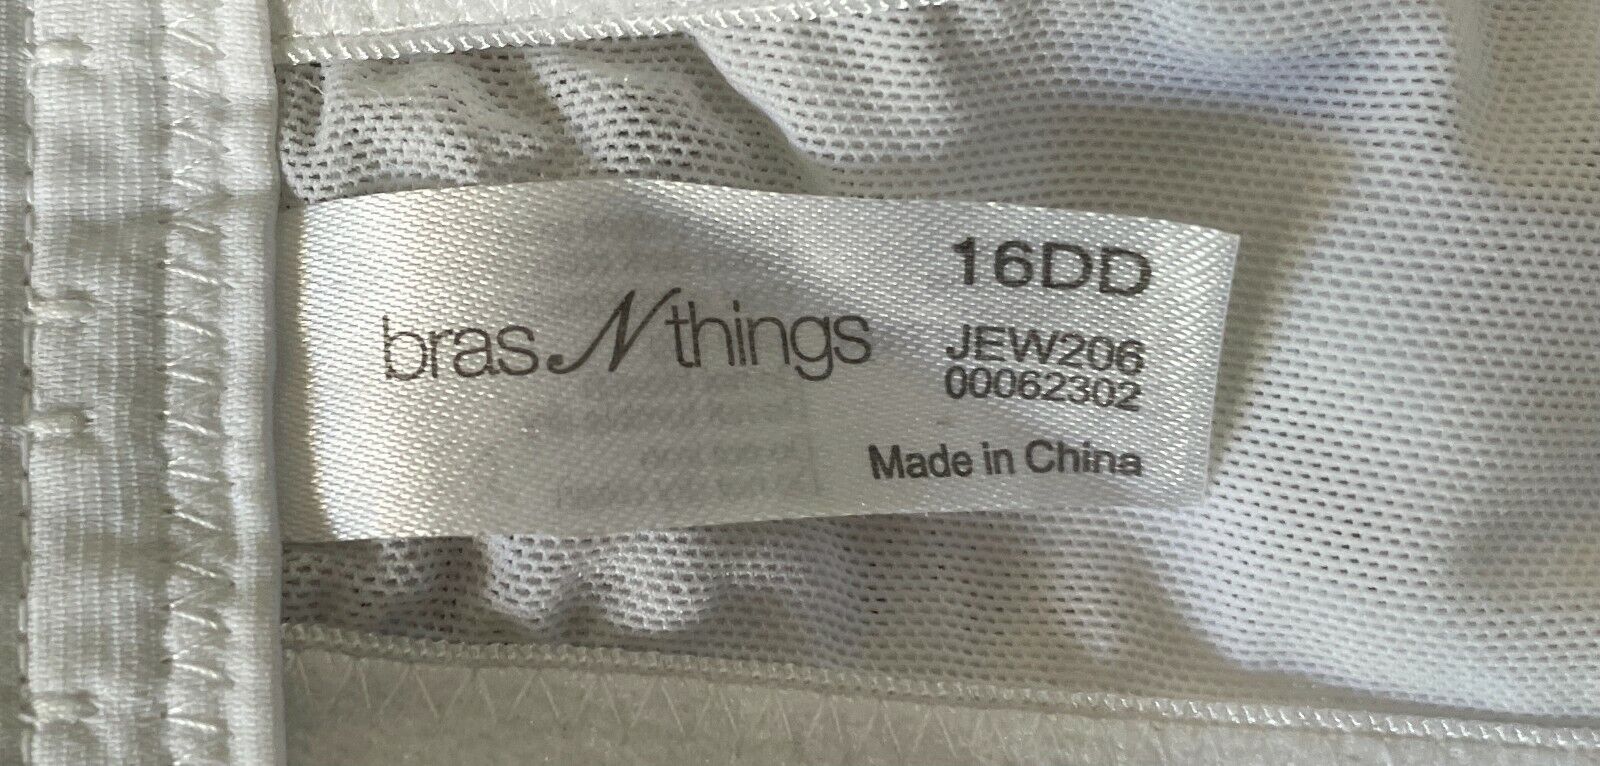 bras N things
16DD
JEW206
00062302
Made in China